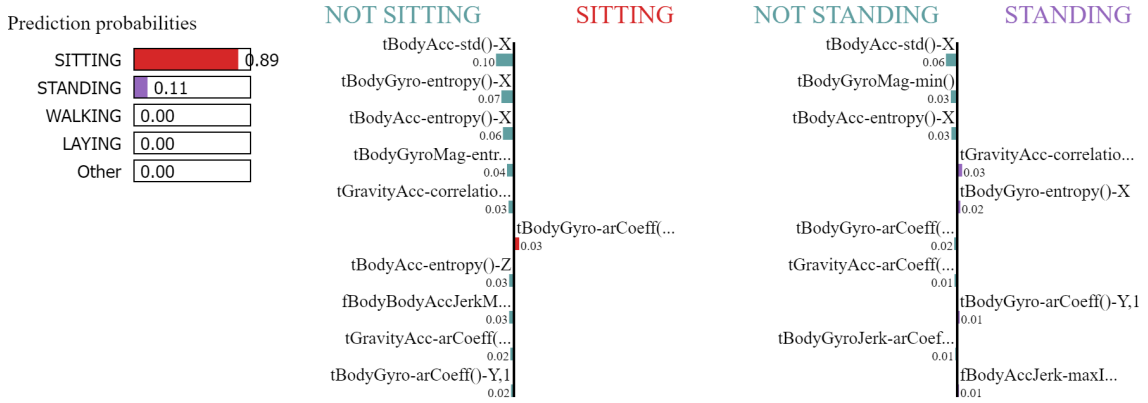 Prediction probabilities
SITTING 0.89
STANDING 0.11
WALKING 0.00
LAYING 0.00
Other 0.00
NOT SITTING SITTING
tBodyAcc-std()-X
0.10
tBodyGyro-entropy()-X
0.07
tBodyAcc-entropy()-X
0.06
tBodyGyroMag-entr...
0.04
tGravityAcc-correlatio...
0.03
tBodyGyro-arCoeff(...
0.03
tBodyAcc-entropy()-Z
0.03
fBodyBodyAccJerkM...
0.03
tGravityAcc-arCoeff(...
0.02
tBodyGyro-arCoeff()-Y,1
0.02
NOT STANDING STANDING
tBodyAcc-std()-X
0.06
tBodyGyroMag-min()
0.03
tBodyAcc-entropy()-X
0.03
tGravityAcc-correlatio...
0.03
tBodyGyro-entropy()-X
0.02
tBodyGyro-arCoeff(...
0.02
tGravityAcc-arCoeff(...
0.01
tBodyGyro-arCoeff()-Y,1
0.01
tBodyGyroJerk-arCoef...
0.01
fBodyAccJerk-maxI...
0.01